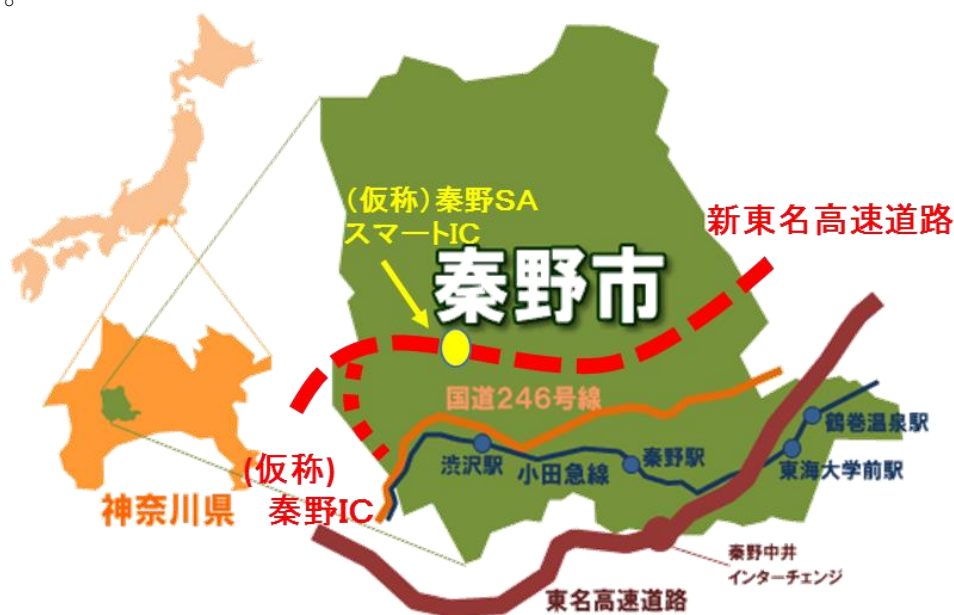 。
(仮称)秦野SA
スマートIC
新東名高速道路
秦野市
国道246号線
鶴巻温泉駅
渋沢駅
小田急線
秦野駅
東海大学前駅
(仮称)
秦野IC
神奈川県
秦野中井
インターチェンジ
東名高速道路